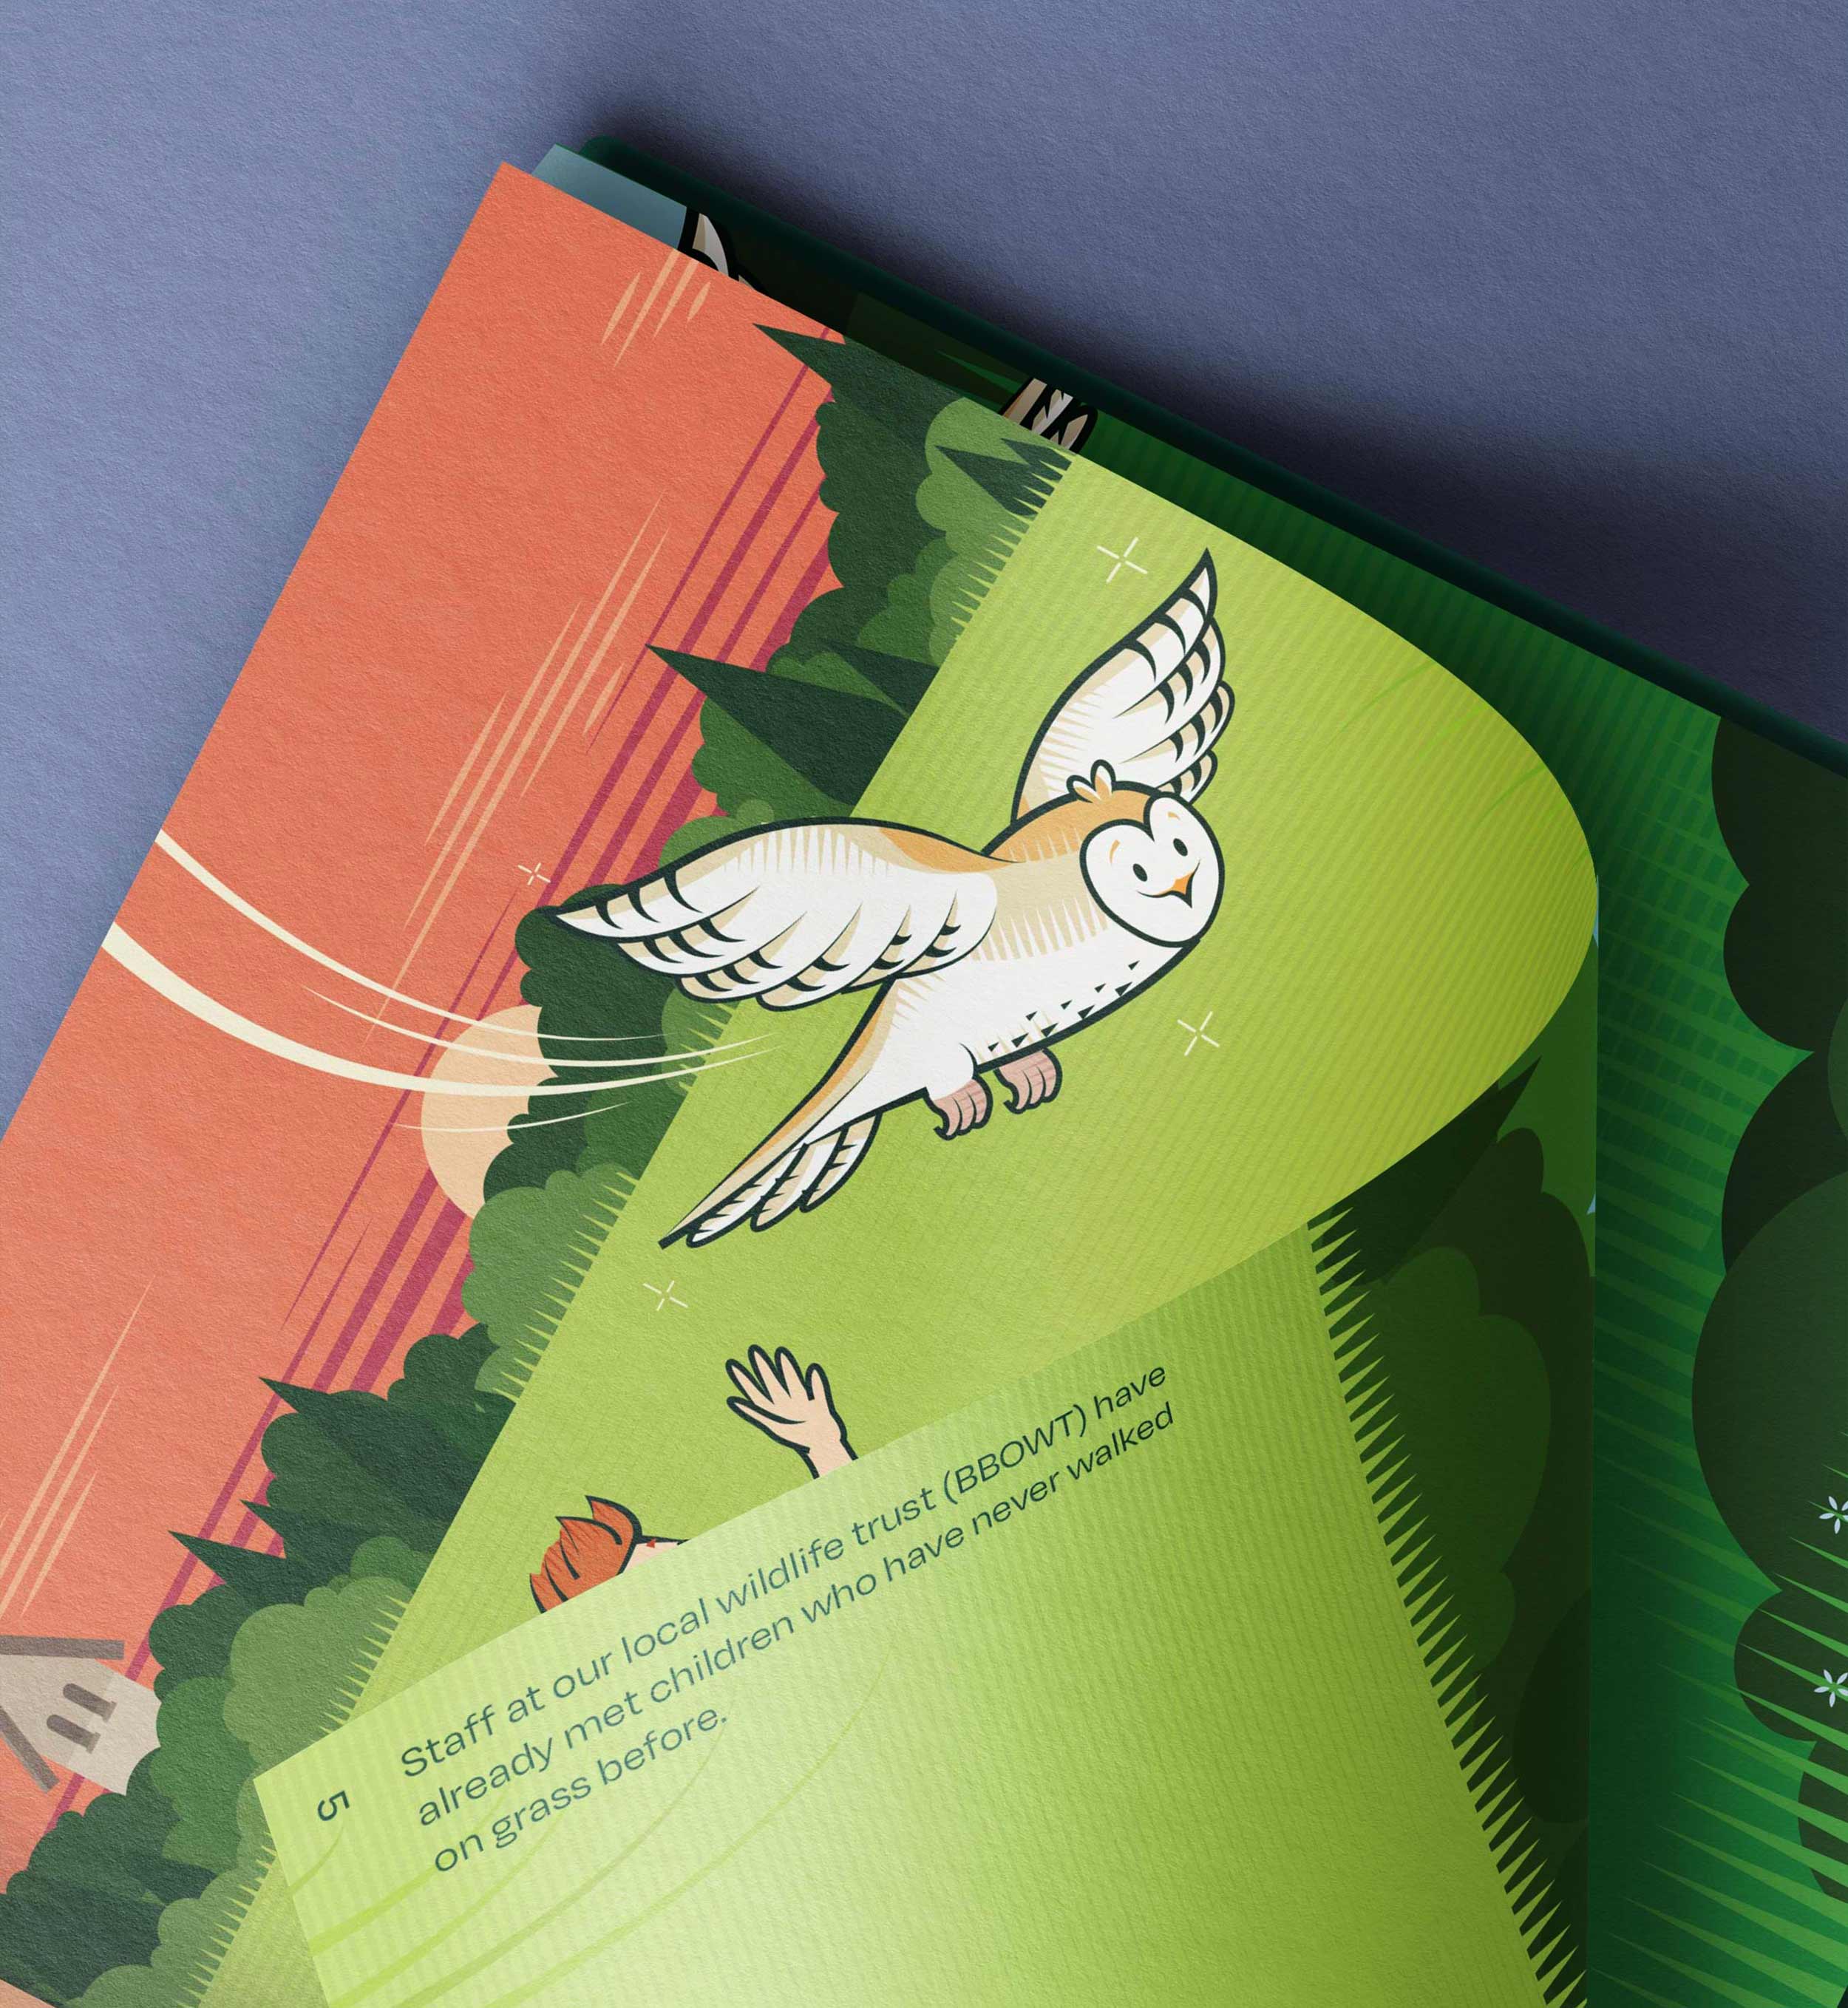 Staff at our local wildlife trust (BBOWT) have
already met children who have never walked
on grass before.
5